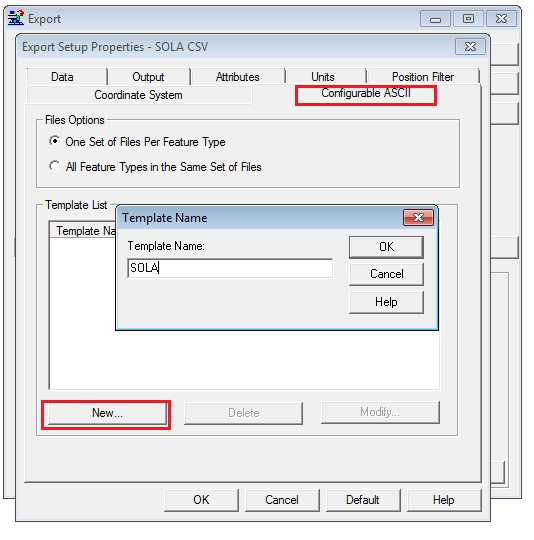 Export
Export Setup Properties - SOLA CSV
Data Output Attributes Units Position Filter
Coordinate System Configurable ASCII
Files Options
One Set of Files Per Feature Type
All Feature Types in the Same Set of Files
Template List
Template Na
Template Name
Template Name:
SOLA
OK
Cancel
Help
New... Delete Modify...
OK Cancel Default Help